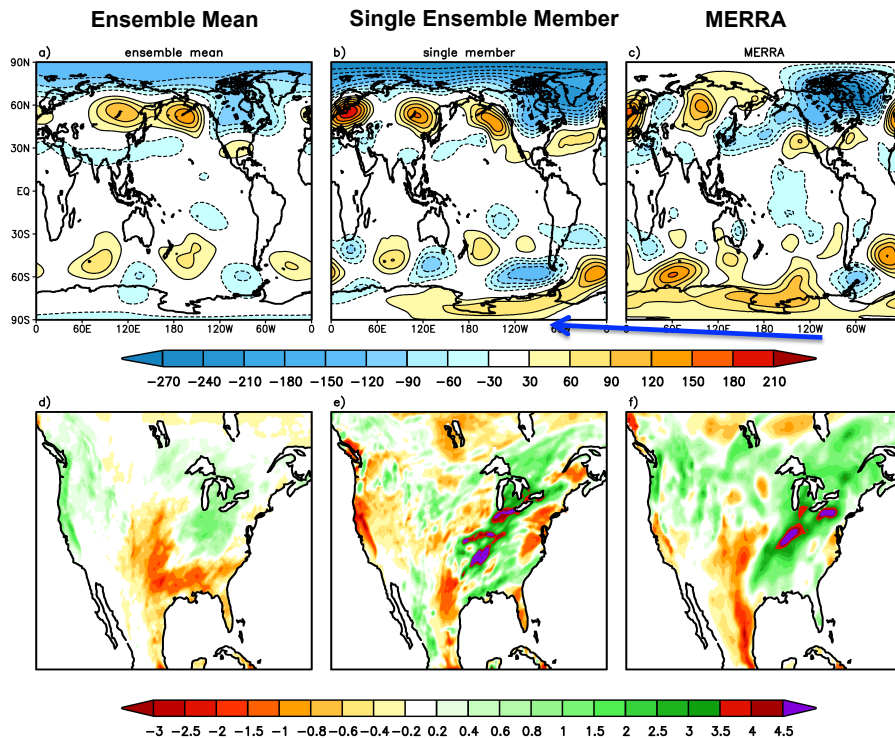 Ensemble Mean Single Ensemble Member MERRA
a) ensemble mean b) single member c) MERRA
90N
60N
30N
EQ
30S
60S
90S
0 60E 120E 180 120W 60W 0 60E 120E 180 120W 60W 0 60E 120E 180 120W 60W 0
-270 -240 -210 -180 -150 -120 -90 -60 -30 30 60 90 120 150 180 210
d) e) f)
-3 -2.5 -2 -1.5 -1 -0.8 -0.6 -0.4 -0.2 0.2 0.6 0.8 1 1.5 2 2.5 3 3.5 4 4.5